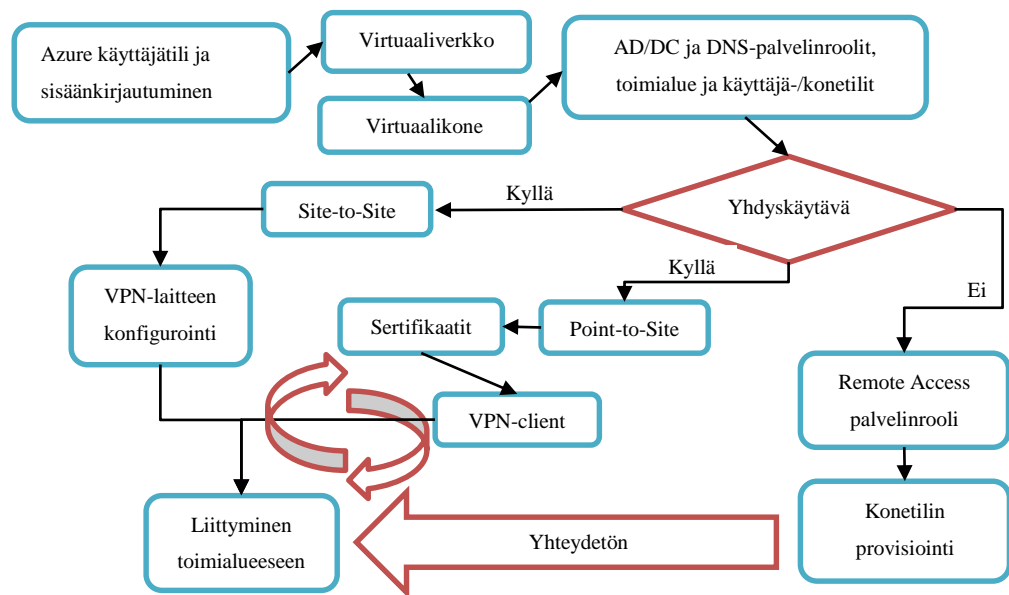 Azure käyttäjätili ja
sisäänkirjautuminen
Virtuaaliverkko
Virtuaalikone
AD/DC ja DNS-palvelinroolit,
toimialue ja käyttäjä-/konetilit
Yhdyskäytävä
Kyllä
Site-to-Site
Kyllä
Ei
VPN-laitteen
konfigurointi
Sertifikaatit
Point-to-Site
Remote Access
palvelinrooli
VPN-client
Liittyminen
toimialueeseen
Yhteydetön
Konetilin
provisiointi